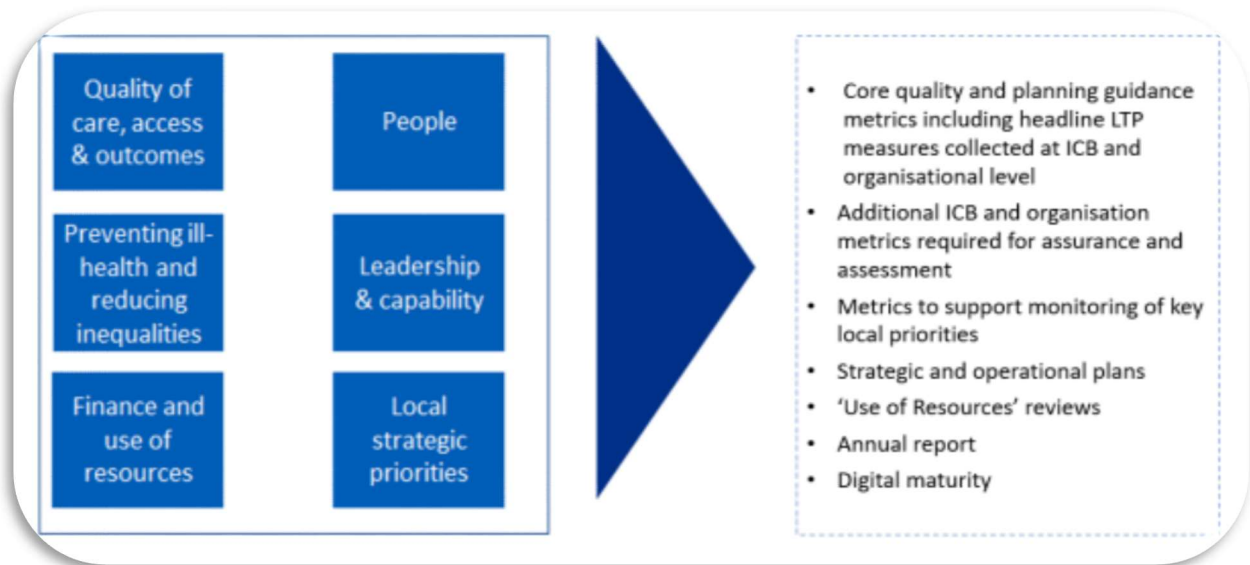 Quality of
care, access
& outcomes
People
Preventing ill-
health and
reducing
inequalities
Leadership
& capability
Finance and
use of
resources
Local
strategic
priorities
• Core quality and planning guidance
metrics including headline LTP
measures collected at ICB and
organisational level
• Additional ICB and organisation
metrics required for assurance and
assessment
• Metrics to support monitoring of key
local priorities
• Strategic and operational plans
• ‘Use of Resources’ reviews
• Annual report
• Digital maturity